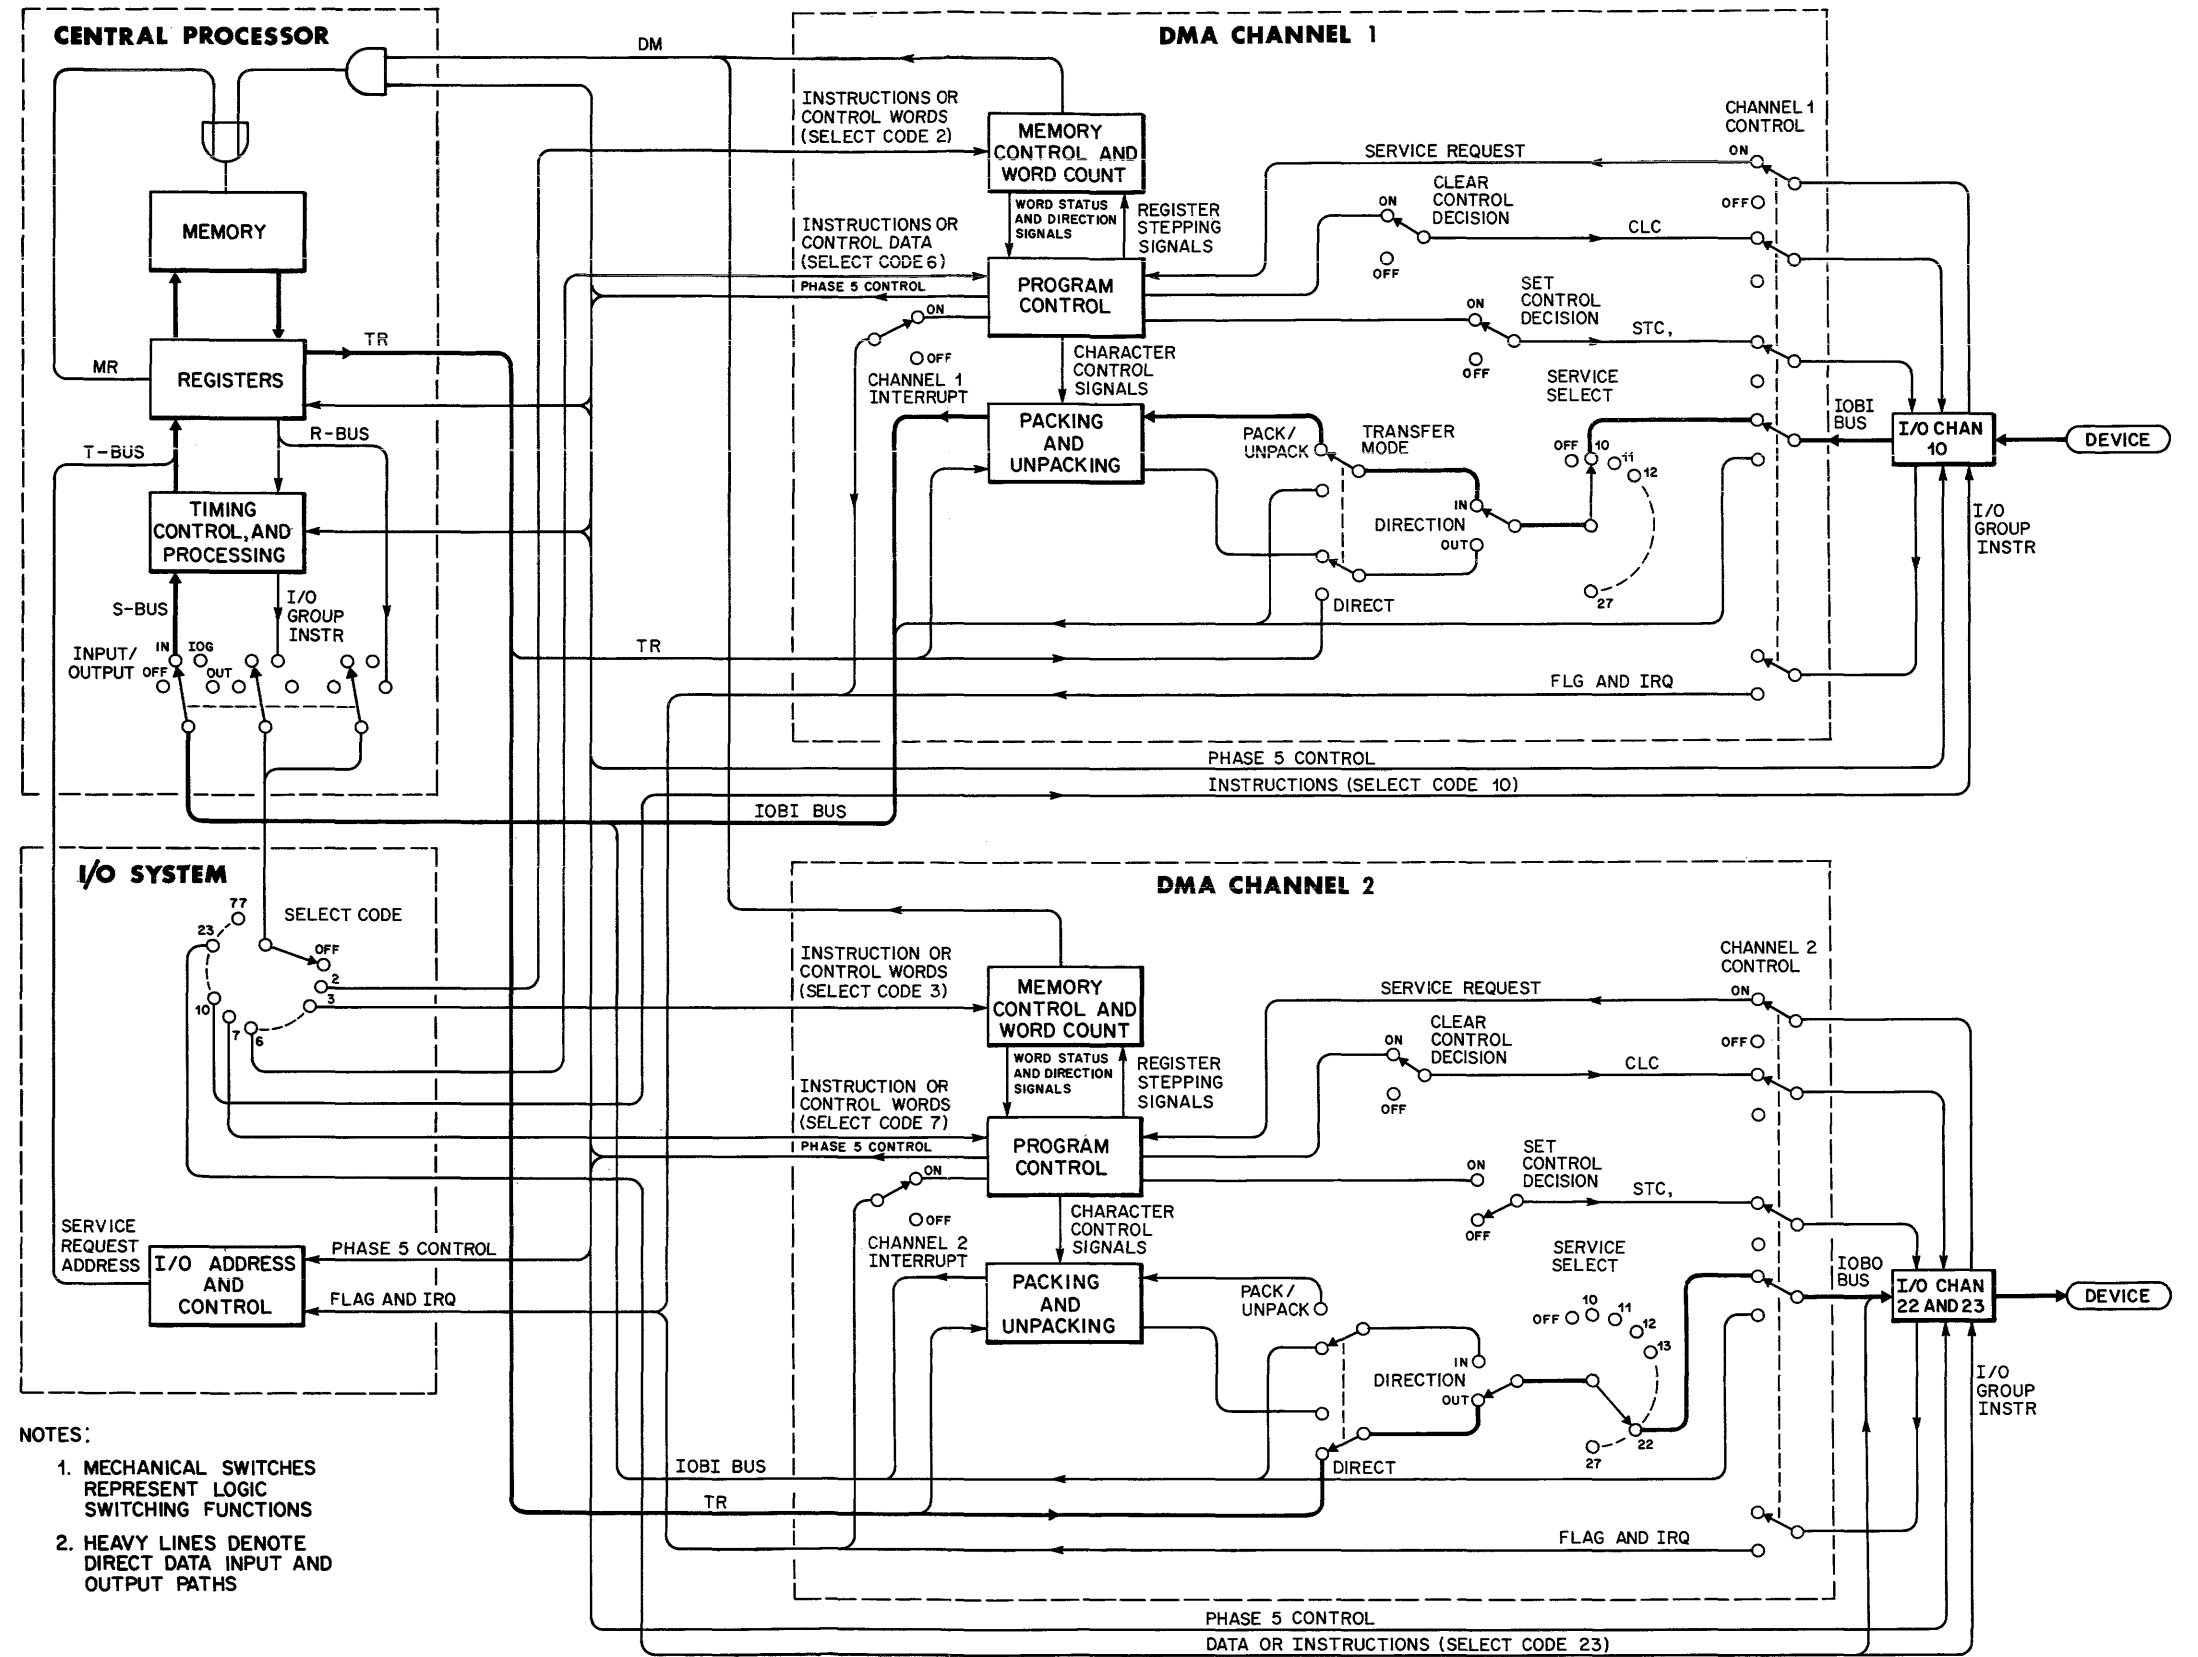 CENTRAL PROCESSOR
DM
DMA CHANNEL 1
INSTRUCTIONS OR
CONTROL WORDS
(SELECT CODE 2)
MEMORY
CONTROL AND
WORD COUNT
CHANNEL 1
CONTROL
ON
SERVICE REQUEST
OFF
WORD STATUS
AND DIRECTION
SIGNALS
REGISTER
STEPPING
SIGNALS
CLEAR
CONTROL
DECISION
ON
OFF
CLC
MEMORY
INSTRUCTIONS OR
CONTROL DATA
(SELECT CODE 6)
PHASE 5 CONTROL
PROGRAM
CONTROL
ON
OFF
CHANNEL 1
INTERRUPT
SET
CONTROL
DECISION
ON
OFF
STC,
TR
MR
REGISTERS
CHARACTER
CONTROL
SIGNALS
SERVICE
SELECT
R-BUS
T-BUS
PACKING
AND
UNPACKING
PACK/
UNPACK
TRANSFER
MODE
OFF
10
11
12
27
IOBI
BUS
I/O CHAN
10
DEVICE
TIMING
CONTROL, AND
PROCESSING
IN
DIRECTION
OUT
I/O
GROUP
INSTR
S-BUS
I/O
GROUP
INSTR
DIRECT
INPUT/
OUTPUT
IN
IOG
OFF
OUT
TR
FLG AND IRQ
PHASE 5 CONTROL
INSTRUCTIONS (SELECT CODE 10)
IOBI BUS
I/O SYSTEM
DMA CHANNEL 2
77
SELECT CODE
23
OFF
2
3
10
7
6
INSTRUCTION OR
CONTROL WORDS
(SELECT CODE 3)
MEMORY
CONTROL AND
WORD COUNT
CHANNEL 2
CONTROL
ON
SERVICE REQUEST
OFF
WORD STATUS
AND DIRECTION
SIGNALS
REGISTER
STEPPING
SIGNALS
CLEAR
CONTROL
DECISION
ON
OFF
CLC
INSTRUCTION OR
CONTROL WORDS
(SELECT CODE 7)
PHASE 5 CONTROL
PROGRAM
CONTROL
ON
OFF
CHANNEL 2
INTERRUPT
SET
CONTROL
DECISION
ON
OFF
STC,
SERVICE
REQUEST
ADDRESS
I/O ADDRESS
AND
CONTROL
PHASE 5 CONTROL
FLAG AND IRQ
CHARACTER
CONTROL
SIGNALS
PACKING
AND
UNPACKING
PACK/
UNPACK
SERVICE
SELECT
OFF
10
11
12
13
22
27
IOBO
BUS
I/O CHAN
22 AND 23
DEVICE
IN
DIRECTION
OUT
I/O
GROUP
INSTR
IOBI BUS
DIRECT
TR
FLAG AND IRQ
PHASE 5 CONTROL
DATA OR INSTRUCTIONS (SELECT CODE 23)
NOTES:
1. MECHANICAL SWITCHES
REPRESENT LOGIC
SWITCHING FUNCTIONS
2. HEAVY LINES DENOTE
DIRECT DATA INPUT AND
OUTPUT PATHS